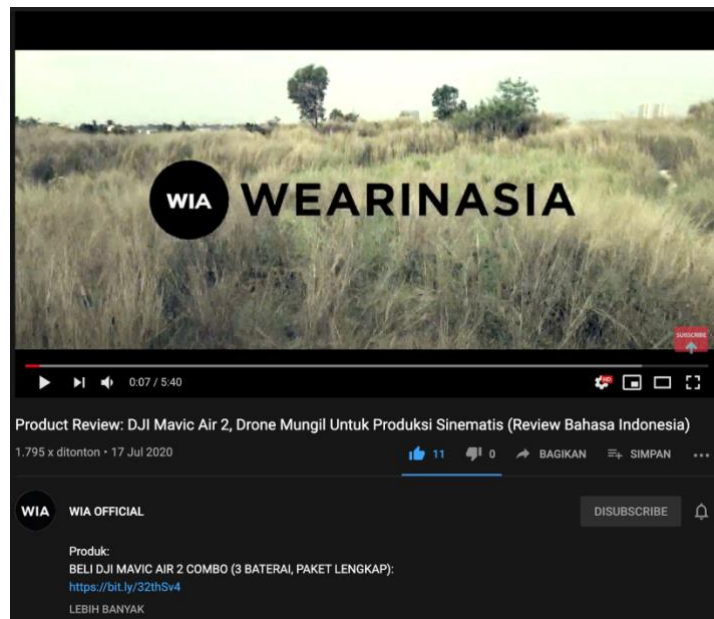 WIA WEARINASIA
SUBSCRIBE
0:07 / 5:40
HD
Product Review: DJI Mavic Air 2, Drone Mungil Untuk Produksi Sinematis (Review Bahasa Indonesia)
1.795 x ditonton • 17 Jul 2020
11 0 BAGIKAN SIMPAN
WIA WIA OFFICIAL DISUBSCRIBE
Produk:
BELI DJI MAVIC AIR 2 COMBO (3 BATERAI, PAKET LENGKAP):
https://bit.ly/32thSv4
LEBIH BANYAK